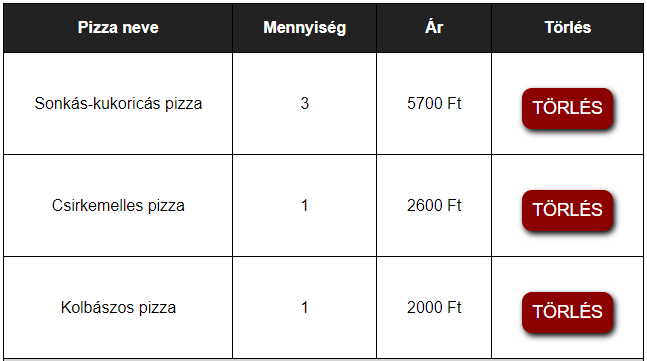 Pizza neve Mennyiség Ár Törlés
Sonkás-kukoricás pizza 3 5700 Ft TÖRLÉS
Csirkemelles pizza 1 2600 Ft TÖRLÉS
Kolbászos pizza 1 2000 Ft TÖRLÉS